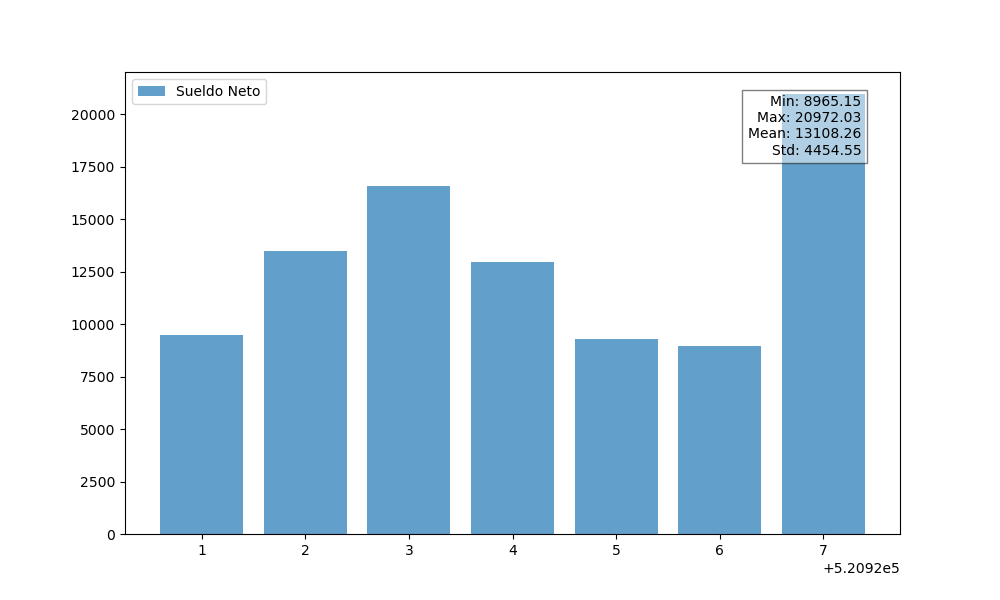 Sueldo Neto
Min: 8965.15
Max: 20972.03
Mean: 13108.26
Std: 4454.55
20000
17500
15000
12500
10000
7500
5000
2500
0
1 2 3 4 5 6 7
+5.2092e5